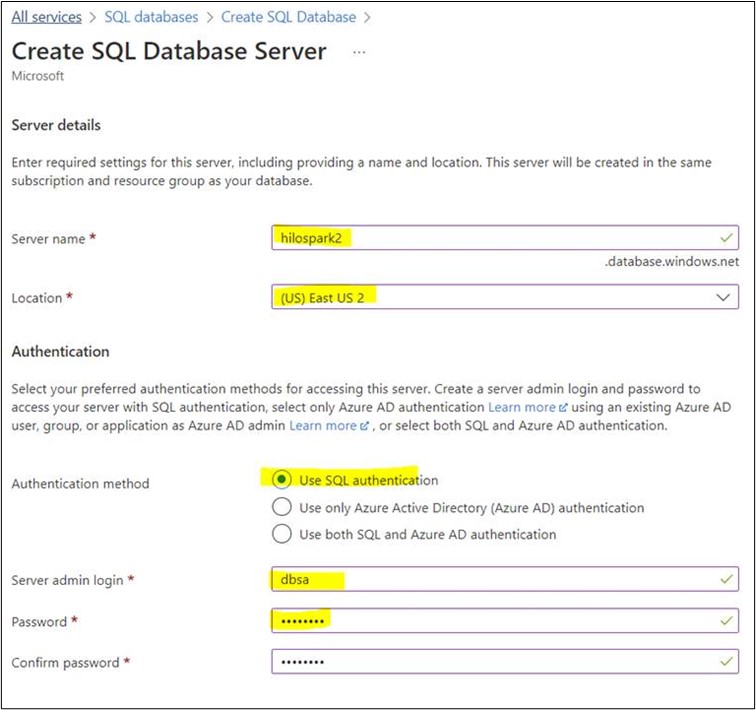 All services > SQL databases > Create SQL Database >
Create SQL Database Server ...
Microsoft
Server details
Enter required settings for this server, including providing a name and location. This server will be created in the same
subscription and resource group as your database.
Server name *
hilospark2
.database.windows.net
Location *
(US) East US 2
Authentication
Select your preferred authentication methods for accessing this server. Create a server admin login and password to
access your server with SQL authentication, select only Azure AD authentication Learn more using an existing Azure AD
user, group, or application as Azure AD admin Learn more , or select both SQL and Azure AD authentication.
Authentication method
Use SQL authentication
Use only Azure Active Directory (Azure AD) authentication
Use both SQL and Azure AD authentication
Server admin login *
dbsa
Password *
••••••••
Confirm password *
••••••••